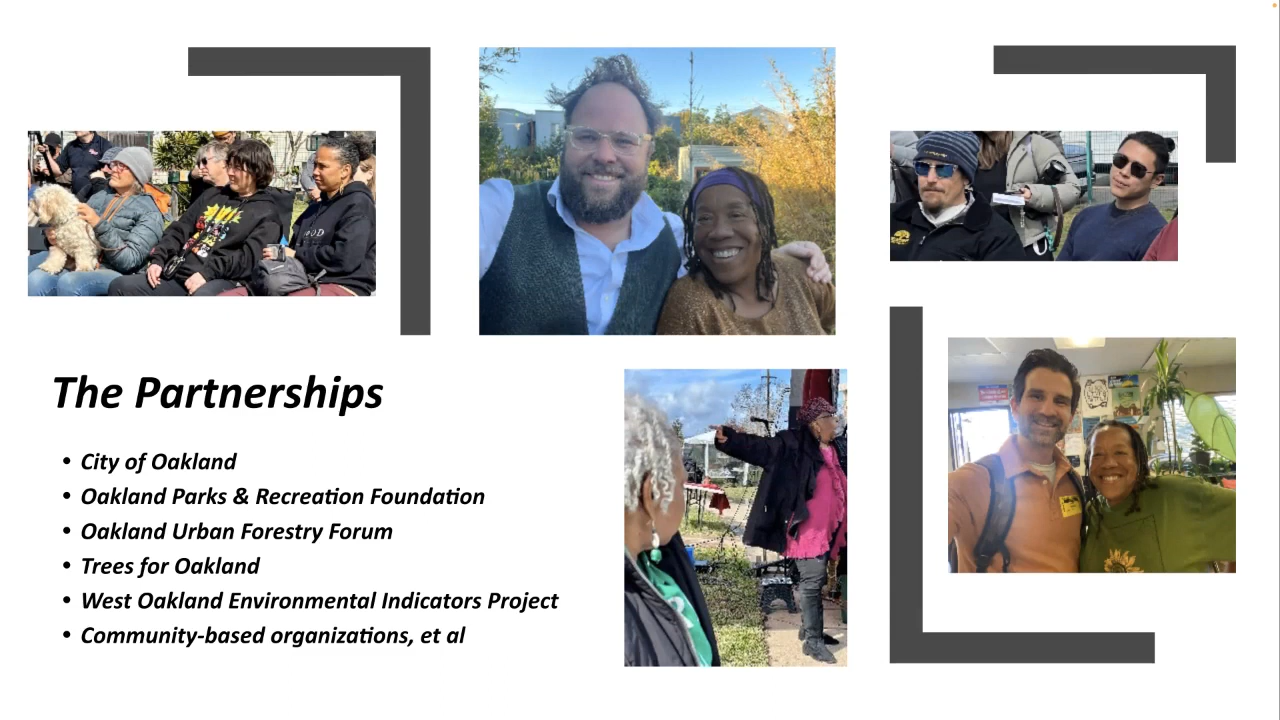 The Partnerships
• City of Oakland
• Oakland Parks & Recreation Foundation
• Oakland Urban Forestry Forum
• Trees for Oakland
• West Oakland Environmental Indicators Project
• Community-based organizations, et al